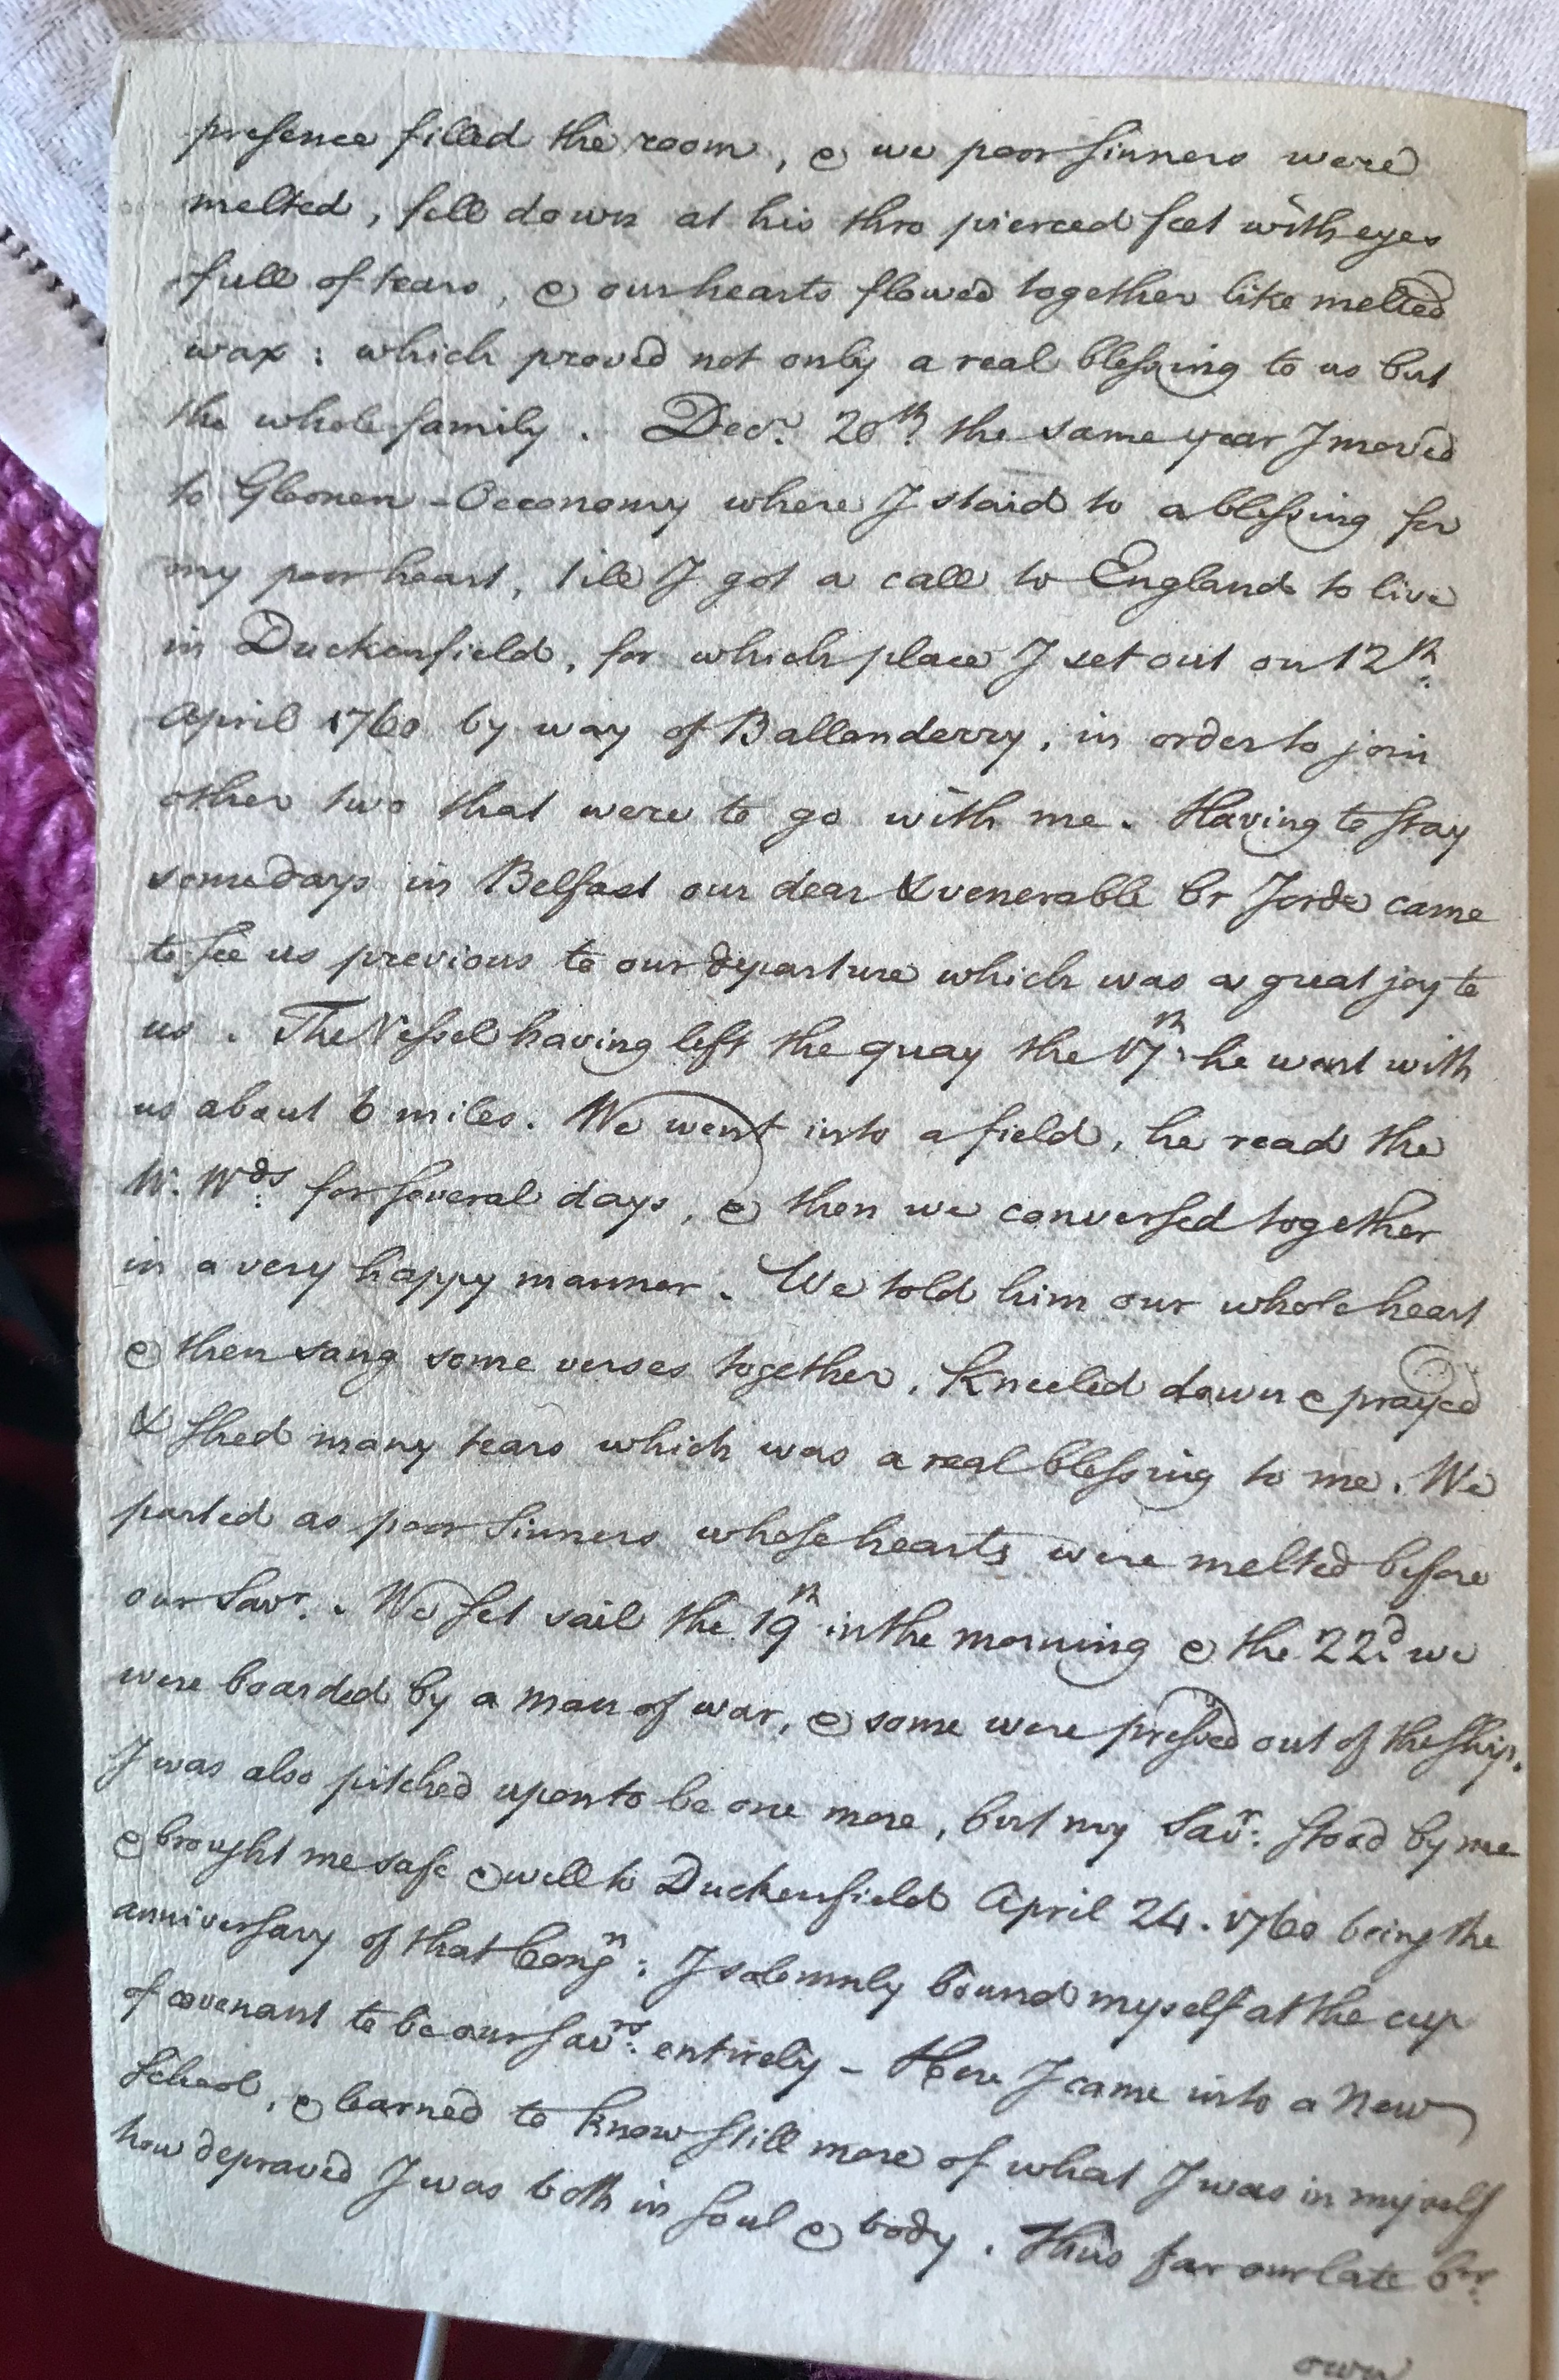 presence filled the room, & we poor sinners were
melted, fell down at his thro pierced feet with eyes
full of tears, & our hearts flowed together like melted
wax: which proved not only a real blessing to us but
the whole family. Decr. 20th. the same year I moved
to Gloonen-Oeconomy where I staid to a blessing for
my poor heart, till I got a call to England to live
in Duckenfield, for which place I set out on 12th.
April 1760 by way of Ballenderry, in order to join
other two that were to go with me. Having to stay
some days in Belfast our dear & venerable Br Jorde came
to see us previous to our departure which was a great joy to
us. The Vessel having left the quay the 17th. he went with
us about 6 miles. We went into a field, he read the
W. Wds. for several days, & then we conversed together
in a very happy manner. We told him our whole heart
& then sang some verses together, kneeled down & prayed
& shed many tears which was a real blessing to me. We
parted as poor sinners whose hearts were melted before
our Savr.. We set sail the 19th in the morning & the 22d. we
were boarded by a man of war, & some were pressed out of the ship.
I was also pitched upon to be one more, but my Savr. stood by me
& brought me safe & well to Duckenfield April 24. 1760 being the
anniversary of that Congn.: I solemnly bound myself at the cup
of covenant to be our Savrs. entirely - Here I came into a new
School, & learned to know still more of what I was in myself
how depraved I was both in soul & body. Thus far our late Br.
own